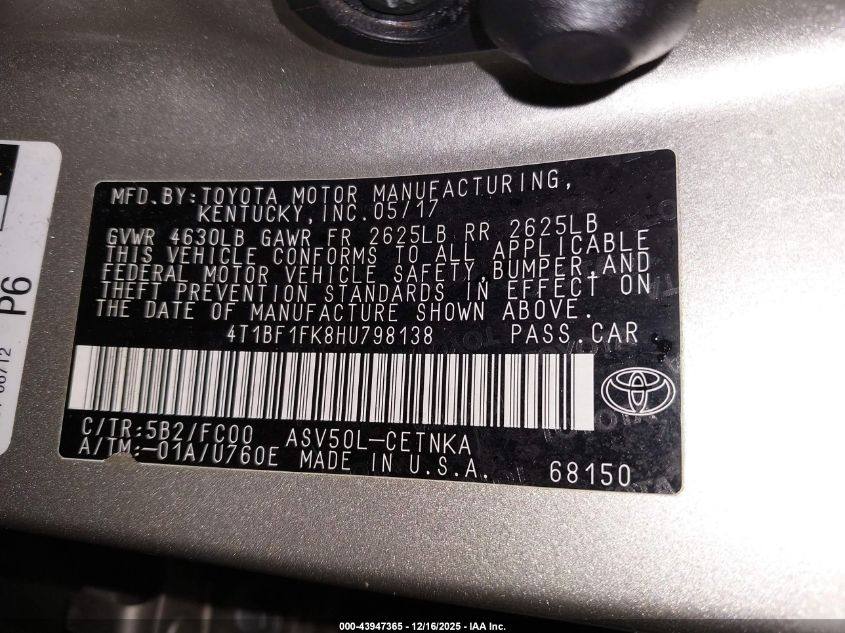 MFD.BY:TOYOTA MOTOR MANUFACTURING,
KENTUCKY,INC.05/17
GVWR 4630LB GAWR FR 2625LB RR 2625LB
THIS VEHICLE CONFORMS TO ALL APPLICABLE
FEDERAL MOTOR VEHICLE SAFETY,BUMPER,AND
THEFT PREVENTION STANDARDS IN EFFECT ON
THE DATE OF MANUFACTURE SHOWN ABOVE.
4T1BF1FK8HU798138 PASS.CAR
C/TR:5B2/FC00 ASV50L-CETNKA
A/TM:-01A/U760E MADE IN U.S.A. 68150
P6
000-43947365 - 12/16/2025 - IAA Inc.